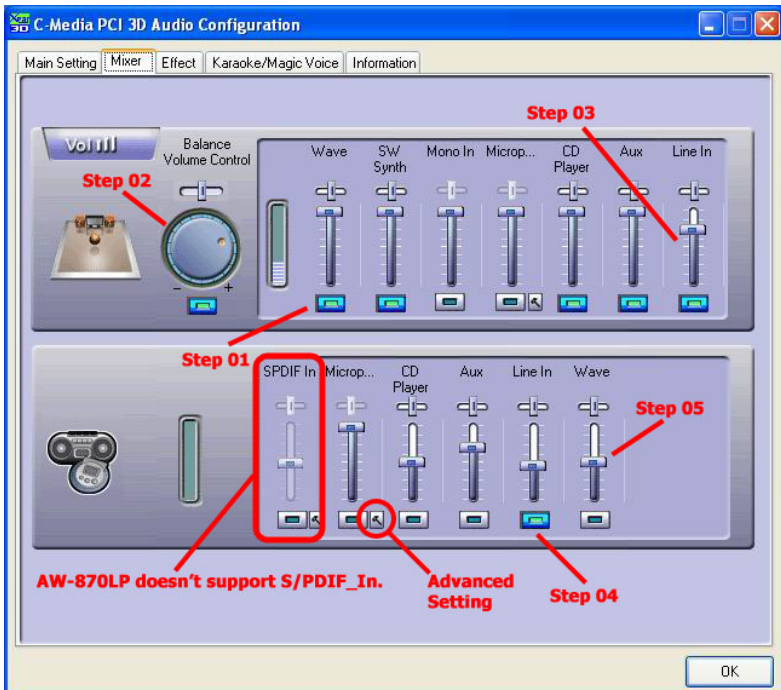 C-Media PCI 3D Audio Configuration
Main Setting Mixer Effect Karaoke/Magic Voice Information
Step 03
Vol
Balance
Volume Control
Step 02
Wave SW Synth Mono In Microp... CD Player Aux Line In
- +
Step 01
SPDIF In Microp... CD Player Aux Line In Wave
Step 05
AW-870LP doesn't support S/PDIF_In.
Advanced
Setting
Step 04
OK